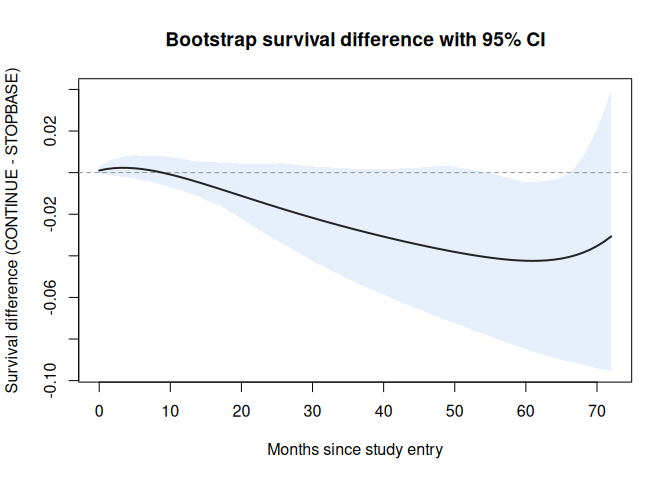 Bootstrap survival difference with 95% CI
Survival difference (CONTINUE - STOPBASE)
0.02
-0.02
-0.06
-0.10
0 10 20 30 40 50 60 70
Months since study entry